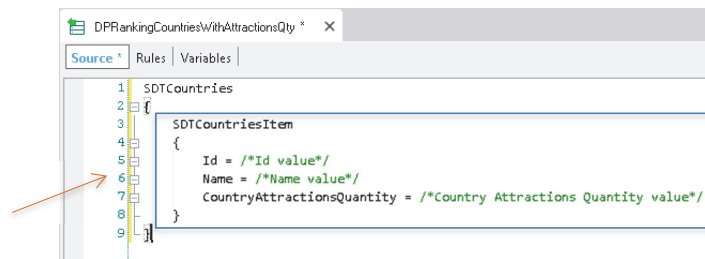 DPRankingCountriesWithAttractionsQty * ×
Source * Rules Variables
1 SDTCountries
2 {
3 SDTCountriesItem
4 {
5 Id = /*Id value*/
6 Name = /*Name value*/
7 CountryAttractionsQuantity = /*Country Attractions Quantity value*/
8 }
9 }